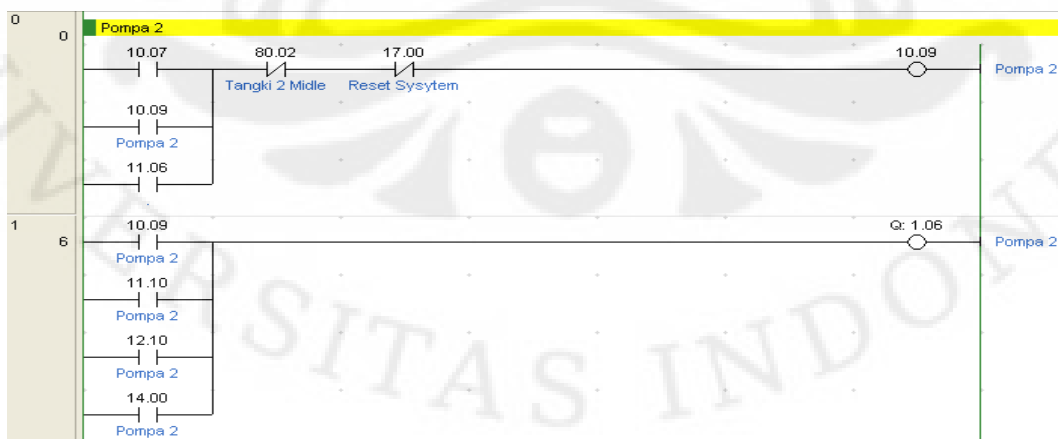 0
0
Pompa 2
10.07 80.02 17.00 10.09
Tangki 2 Midle Reset Sysytem Pompa 2
10.09
Pompa 2
11.06
1
6
10.09 Q: 1.06
Pompa 2 Pompa 2
11.10
Pompa 2
12.10
Pompa 2
14.00
Pompa 2
VERSITAS INDON